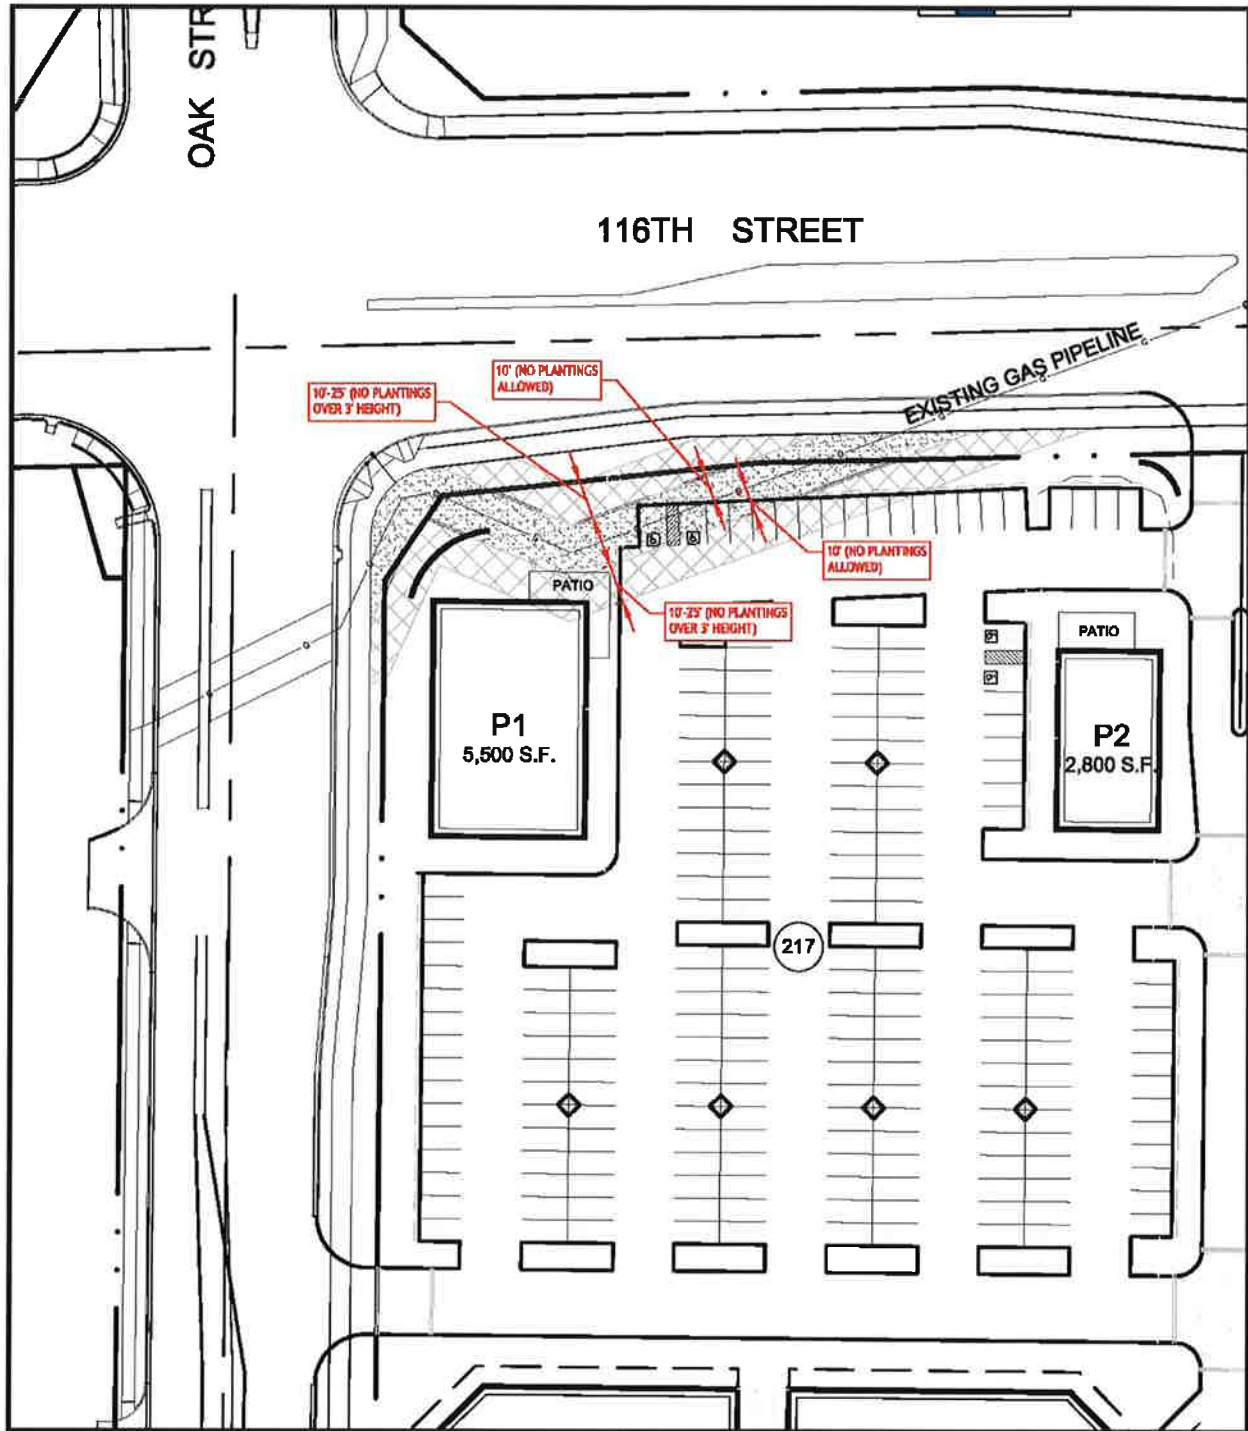 OAK STR
116TH STREET
EXISTING GAS PIPELINE
10' (NO PLANTINGS
ALLOWED)
10'-25' (NO PLANTINGS
OVER 3' HEIGHT)
10' (NO PLANTINGS
ALLOWED)
10'-25' (NO PLANTINGS
OVER 3' HEIGHT)
PATIO
PATIO
P1
5,500 S.F.
P2
2,800 S.F.
217